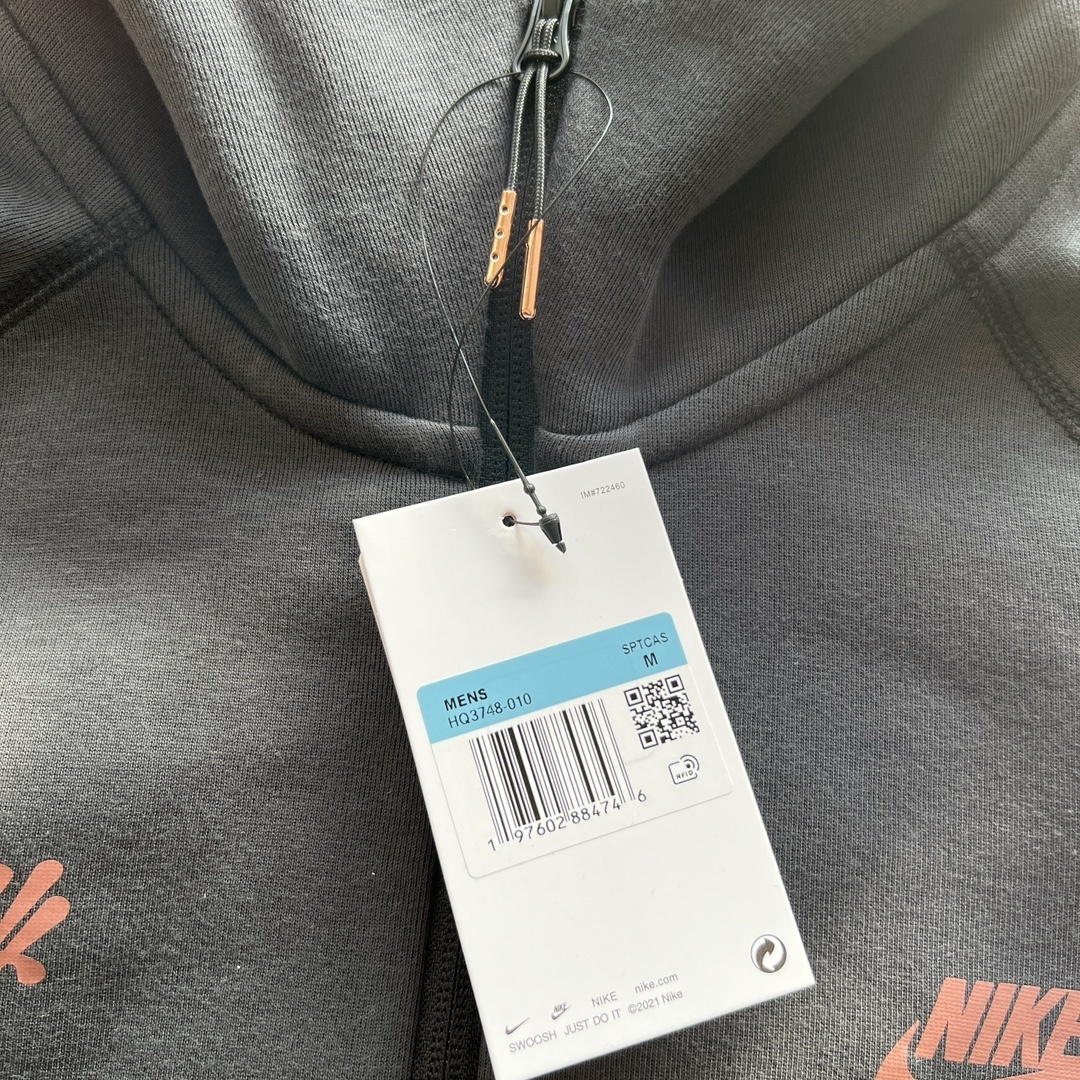 IM#722460
SPTCAS
M
MENS
HQ3748-010
RFID
1 97602 88474 6
NIKE nike.com
SWOOSH JUST DO IT ©2021 Nike
NIKE